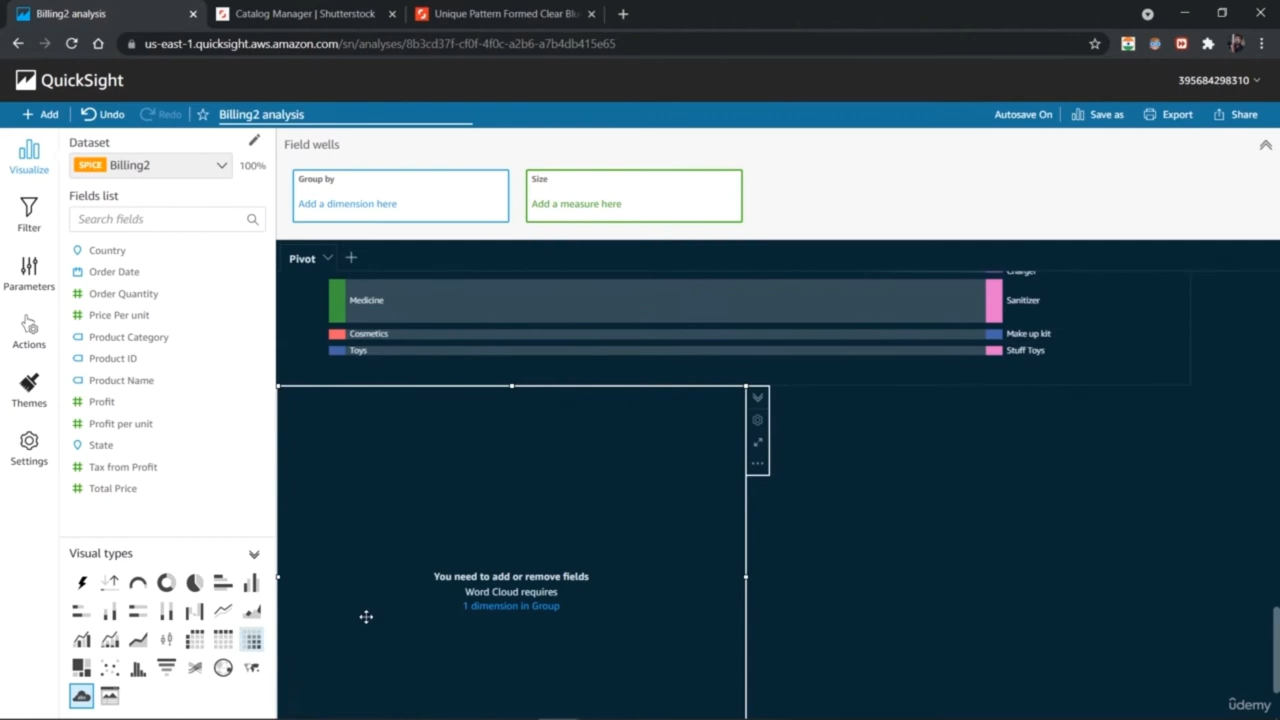 Billing2 analysis
Catalog Manager | Shutterstock
Unique Pattern Formed Clear Blu
us-east-1.quicksight.aws.amazon.com/sn/analyses/8b3cd37f-cf0f-4f0c-a2b6-a7b4db415e65
QuickSight
395684298310
Add
Undo
Redo
Billing2 analysis
Autosave On
Save as
Export
Share
Visualize
Filter
Parameters
Actions
Themes
Settings
Dataset
SPICE Billing2
100%
Fields list
Search fields
Country
Order Date
Order Quantity
Price Per unit
Product Category
Product ID
Product Name
Profit
Profit per unit
State
Tax from Profit
Total Price
Visual types
Field wells
Group by
Add a dimension here
Size
Add a measure here
Pivot
Charger
Medicine
Sanitizer
Cosmetics
Make up kit
Toys
Stuff Toys
You need to add or remove fields
Word Cloud requires
1 dimension in Group
ûdemy